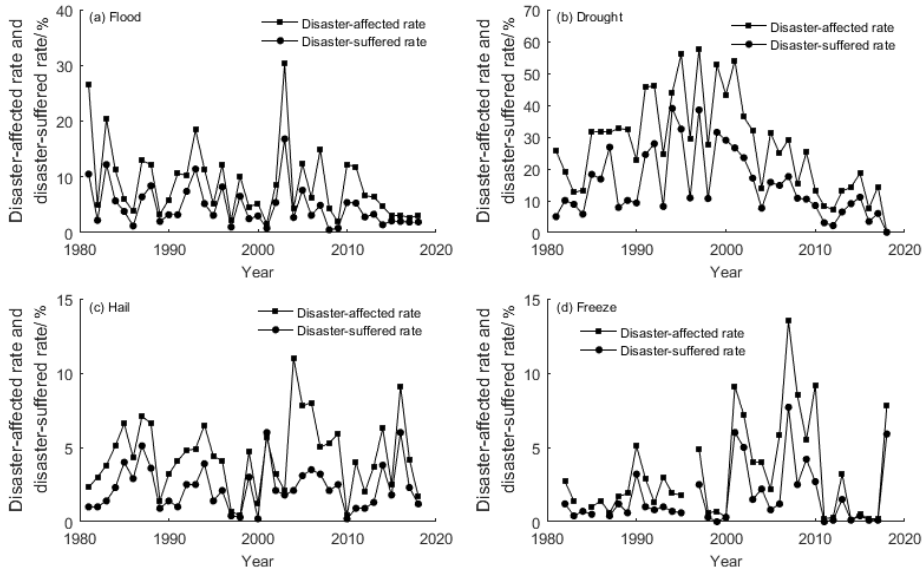 (a) Flood
Disaster-affected rate
Disaster-suffered rate
Disaster-affected rate and
disaster-suffered rate/%
40
30
20
10
0
1980 1990 2000 2010 2020
Year
(b) Drought
Disaster-affected rate
Disaster-suffered rate
Disaster-affected rate and
disaster-suffered rate/%
70
60
50
40
30
20
10
0
1980 1990 2000 2010 2020
Year
(c) Hail
Disaster-affected rate
Disaster-suffered rate
Disaster-affected rate and
disaster-suffered rate/%
15
10
5
0
1980 1990 2000 2010 2020
Year
(d) Freeze
Disaster-affected rate
Disaster-suffered rate
Disaster-affected rate and
disaster-suffered rate/%
15
10
5
0
1980 1990 2000 2010 2020
Year